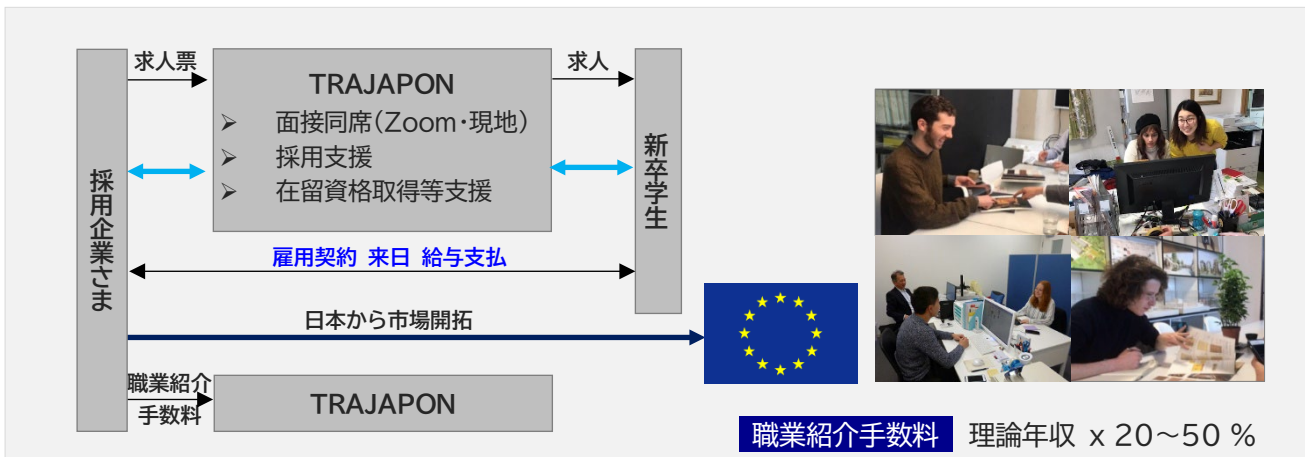 求人票
求人
TRAJAPON
➢ 面接同席(Zoom・現地)
➢ 採用支援
➢ 在留資格取得等支援
採用企業さま
新卒学生
雇用契約 来日 給与支払
日本から市場開拓
職業紹介
手数料
TRAJAPON
職業紹介手数料 理論年収 x 20～50 %